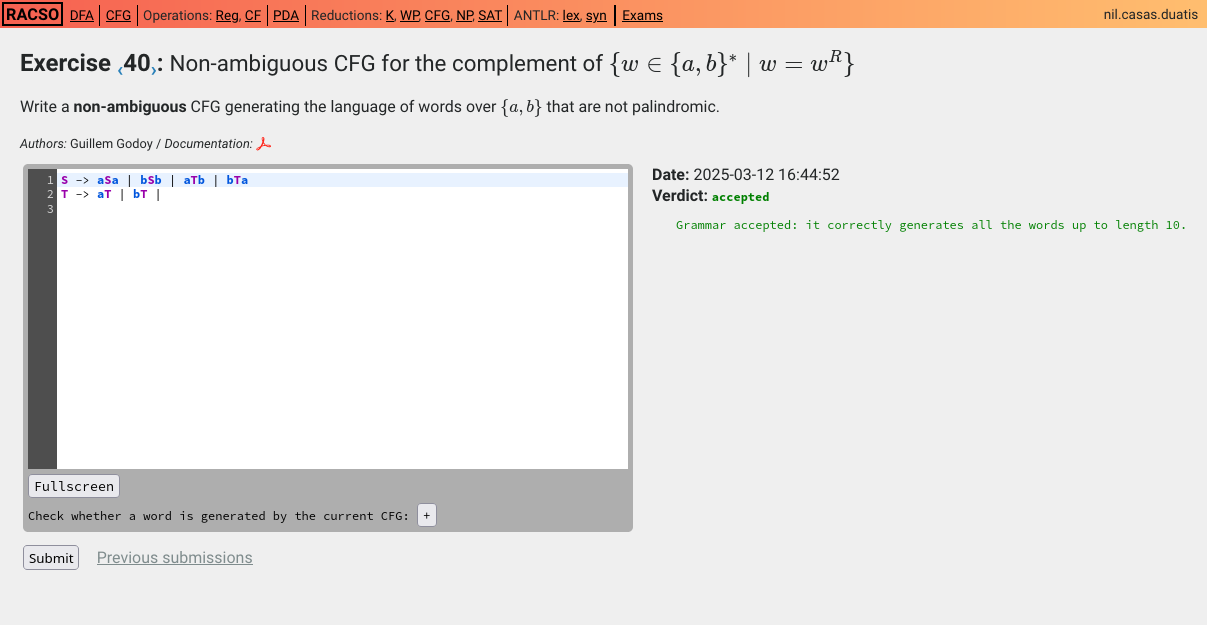 RACSO DFA CFG Operations: Reg, CF PDA Reductions: K, WP, CFG, NP, SAT ANTLR: lex, syn Exams nil.casas.duatis
Exercise ‹40›: Non-ambiguous CFG for the complement of {w ∈ {a, b}* | w = w^R}
Write a non-ambiguous CFG generating the language of words over {a, b} that are not palindromic.
Authors: Guillem Godoy / Documentation:
1 S -> aSa | bSb | aTb | bTa
2 T -> aT | bT |
3
Fullscreen
Check whether a word is generated by the current CFG: +
Submit Previous submissions
Date: 2025-03-12 16:44:52
Verdict: accepted
Grammar accepted: it correctly generates all the words up to length 10.